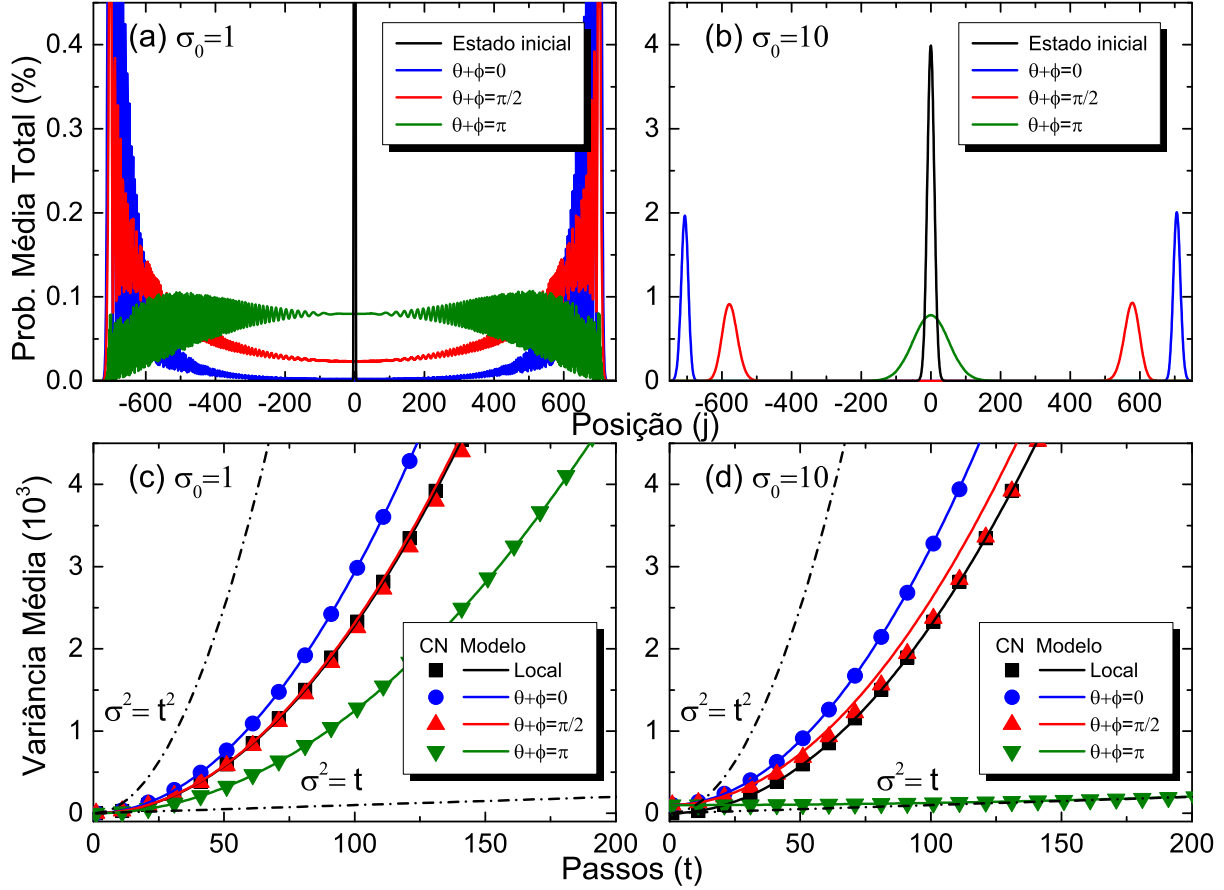 (a) σ₀=1
Estado inicial
θ+ϕ=0
θ+ϕ=π/2
θ+ϕ=π
Prob. Média Total (%)
0.4
0.3
0.2
0.1
0.0
-600 -400 -200 0 200 400 600
(b) σ₀=10
Estado inicial
θ+ϕ=0
θ+ϕ=π/2
θ+ϕ=π
4
3
2
1
0
-600 -400 -200 0 200 400 600
Posição (j)
(c) σ₀=1
Variância Média (10³)
4
3
2
1
0
σ²= t²
σ²= t
CN Modelo
Local
θ+ϕ=0
θ+ϕ=π/2
θ+ϕ=π
0 50 100 150 200
(d) σ₀=10
4
3
2
1
0
σ²= t²
σ²= t
CN Modelo
Local
θ+ϕ=0
θ+ϕ=π/2
θ+ϕ=π
0 50 100 150 200
Passos (t)